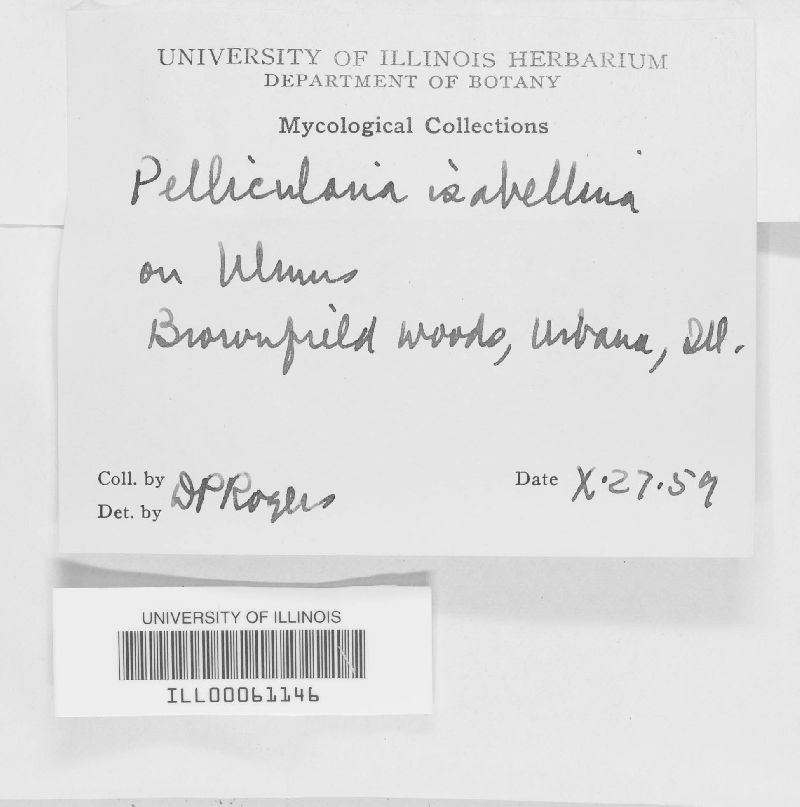 UNIVERSITY OF ILLINOIS HERBARIUM
DEPARTMENT OF BOTANY
Mycological Collections
Pellicularia isabellina
on Ulmus
Brownfield Woods, Urbana, Ill.
Coll. by
Det. by DPRogers
Date X·27·59
UNIVERSITY OF ILLINOIS
ILL00061146